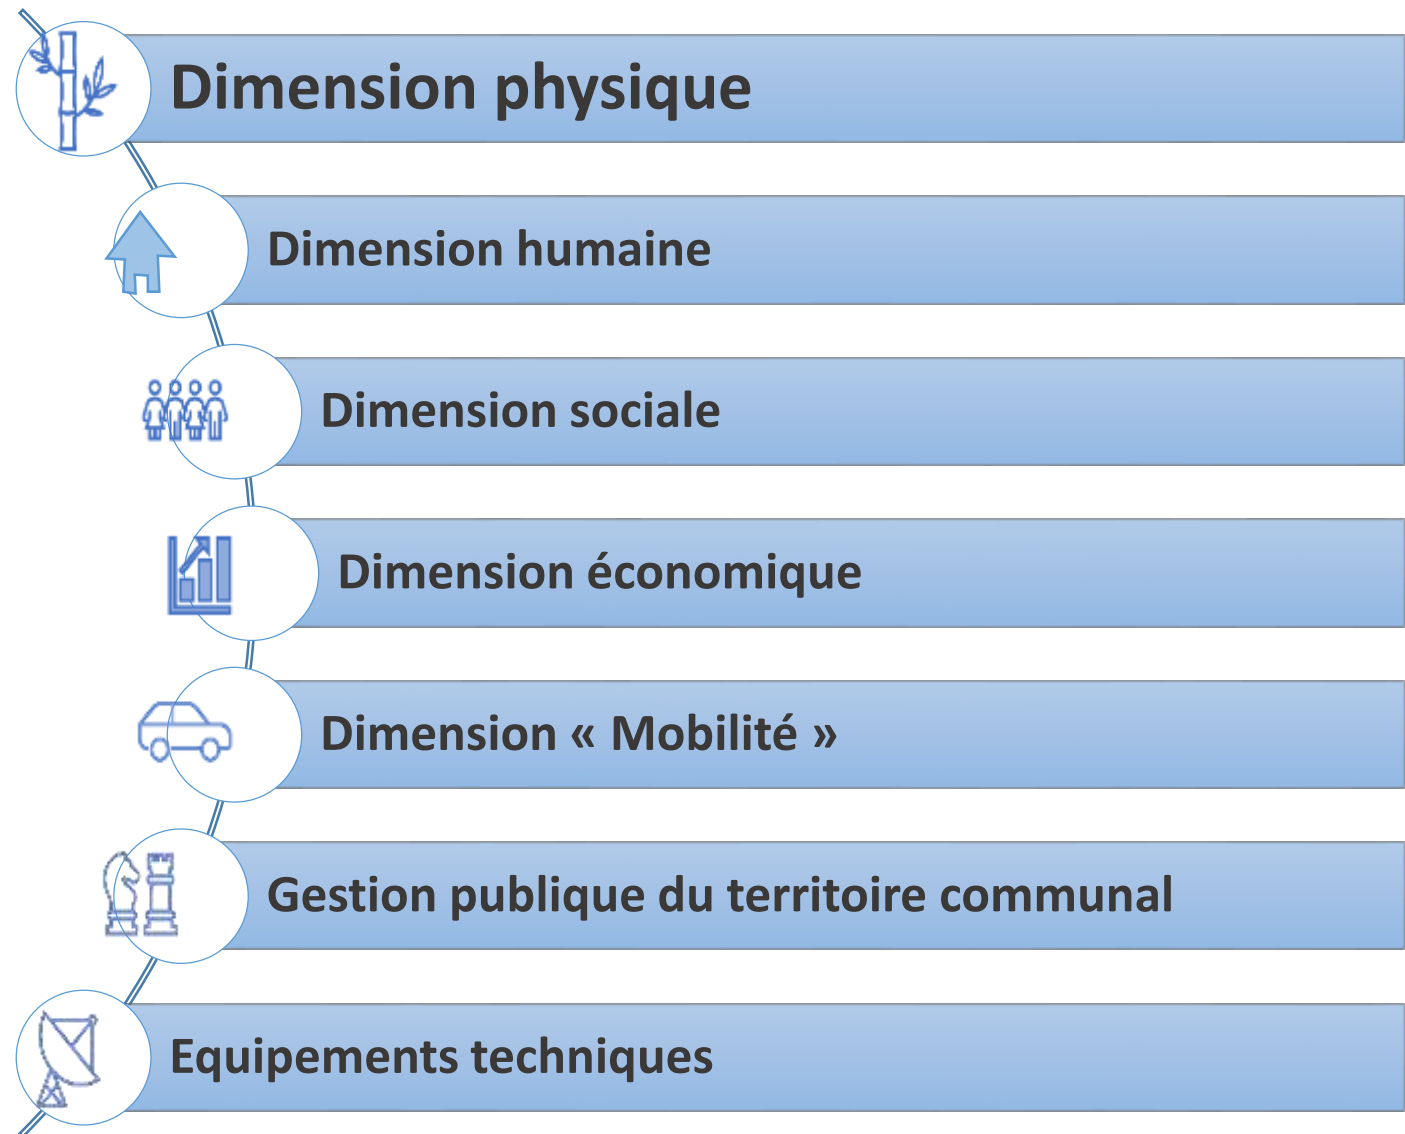 Dimension physique
Dimension humaine
Dimension sociale
Dimension économique
Dimension « Mobilité »
Gestion publique du territoire communal
Equipements techniques